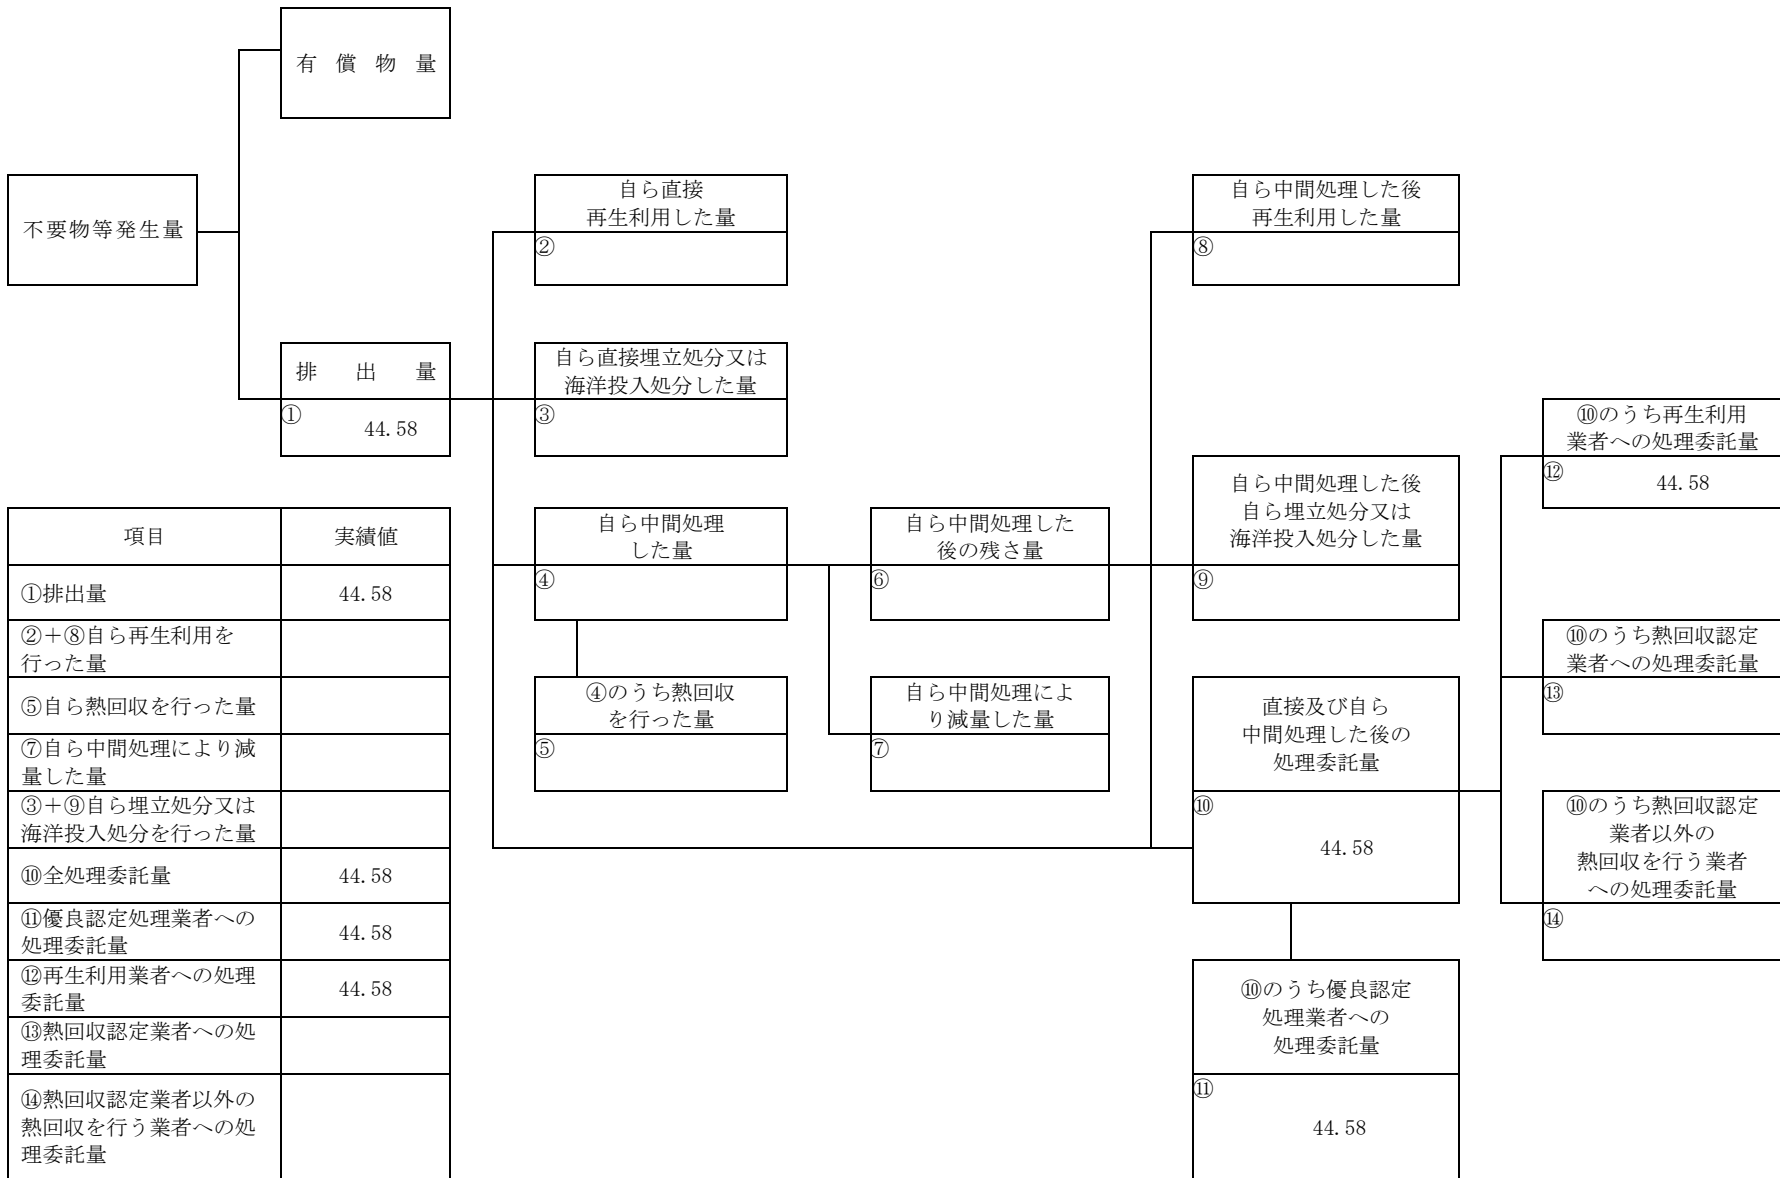 有償物量
不要物等発生量
自ら直接
再生利用した量
②
自ら中間処理した後
再生利用した量
⑧
排出量
①
44.58
自ら直接埋立処分又は
海洋投入処分した量
③
⑩のうち再生利用
業者への処理委託量
⑫
44.58
自ら中間処理
した量
④
自ら中間処理した
後の残さ量
⑥
自ら中間処理した後
自ら埋立処分又は
海洋投入処分した量
⑨
⑩のうち熱回収認定
業者への処理委託量
⑬
④のうち熱回収
を行った量
⑤
自ら中間処理によ
り減量した量
⑦
直接及び自ら
中間処理した後の
処理委託量
⑩
44.58
⑩のうち熱回収認定
業者以外の
熱回収を行う業者
への処理委託量
⑭
⑩のうち優良認定
処理業者への
処理委託量
⑪
44.58
項目 実績値
①排出量 44.58
②+⑧自ら再生利用を
行った量
⑤自ら熱回収を行った量
⑦自ら中間処理により減
量した量
③+⑨自ら埋立処分又は
海洋投入処分を行った量
⑩全処理委託量 44.58
⑪優良認定処理業者への
処理委託量 44.58
⑫再生利用業者への処理
委託量 44.58
⑬熱回収認定業者への処
理委託量
⑭熱回収認定業者以外の
熱回収を行う業者への処
理委託量